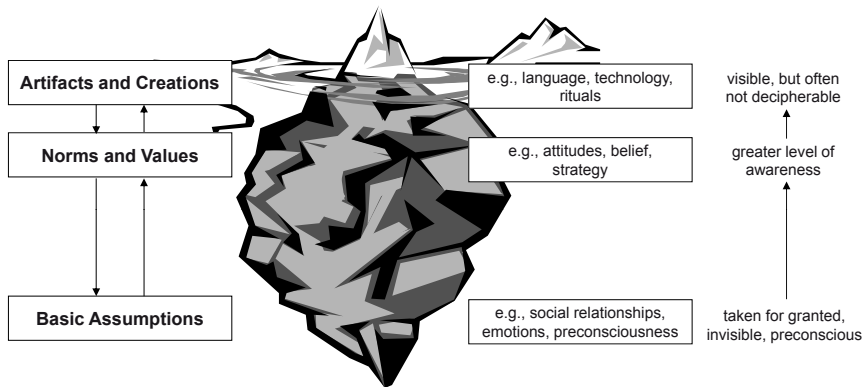 Artifacts and Creations
e.g., language, technology,
rituals
visible, but often
not decipherable
Norms and Values
e.g., attitudes, belief,
strategy
greater level of
awareness
Basic Assumptions
e.g., social relationships,
emotions, preconsciousness
taken for granted,
invisible, preconscious